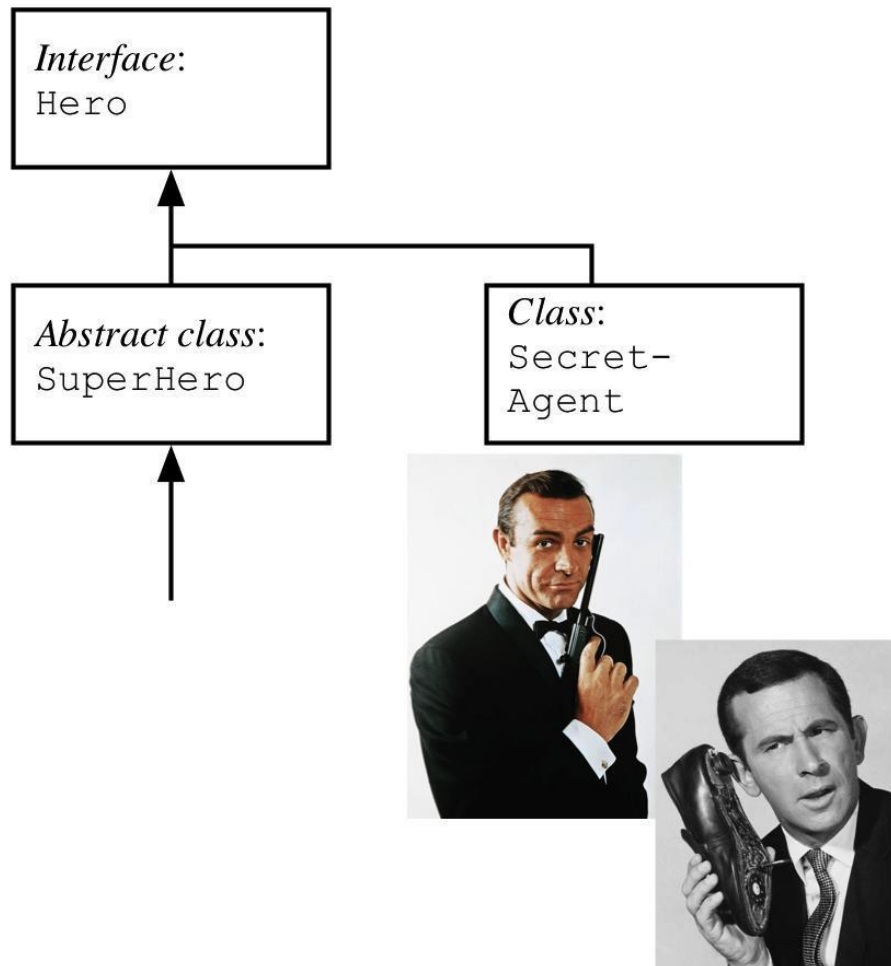 Interface:
Hero
Abstract class:
SuperHero
Class:
Secret-
Agent